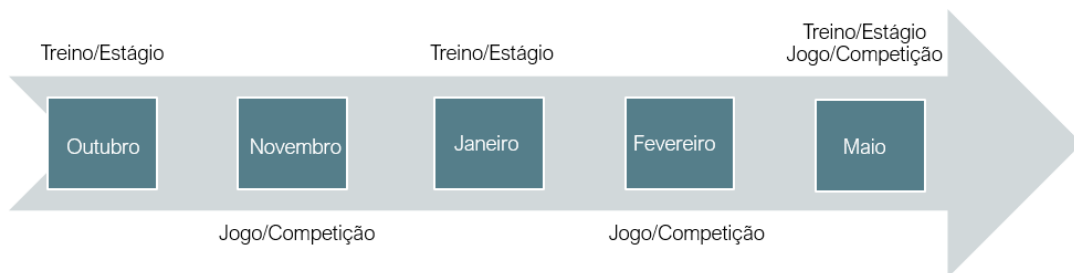 Treino/Estágio
Treino/Estágio
Treino/Estágio
Jogo/Competição
Outubro
Novembro
Janeiro
Fevereiro
Maio
Jogo/Competição
Jogo/Competição